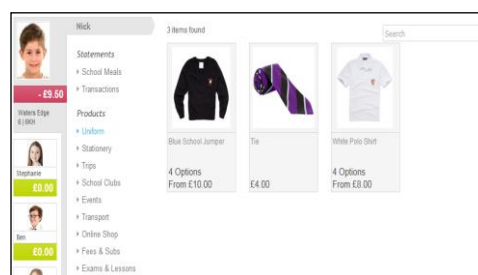 Nick
3 items found
Search
Statements
School Meals
Transactions
- £9.50
Waters Edge
6 | 6KH
Products
Uniform
Stationery
Trips
School Clubs
Events
Transport
Online Shop
Fees & Subs
Exams & Lessons
Stephanie
£0.00
Ben
£0.00
Blue School Jumper
4 Options
From £10.00
Tie
£4.00
White Polo Shirt
4 Options
From £8.00